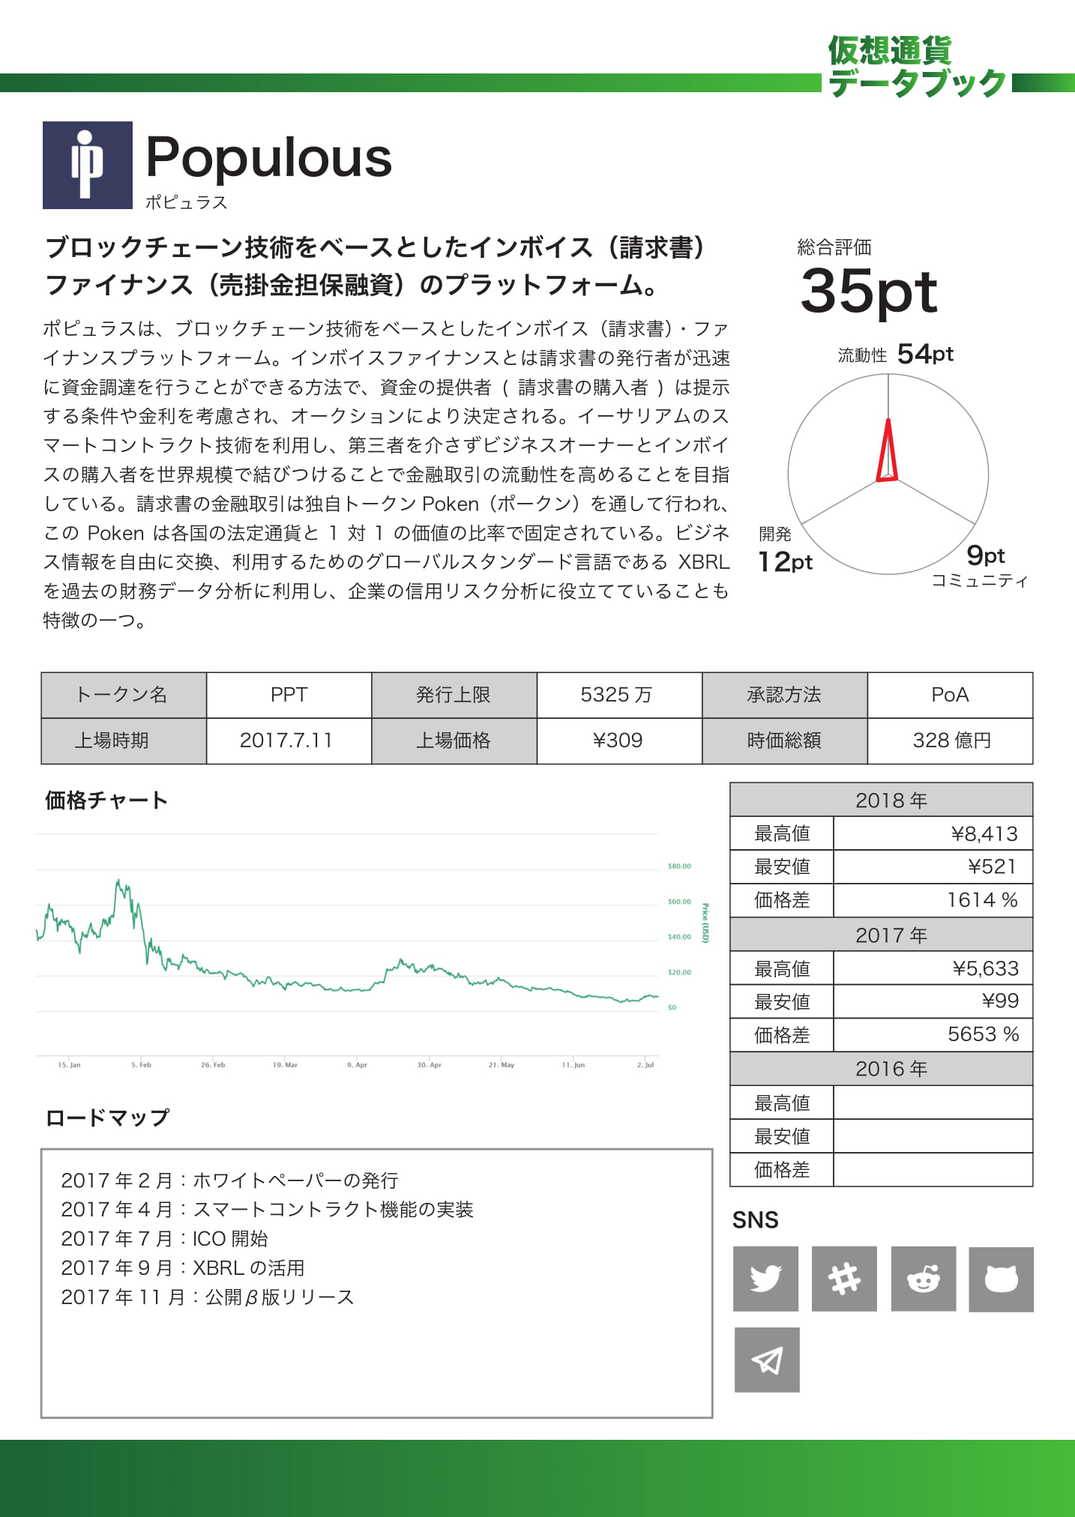 仮想通貨
データブック
Populous
ポピュラス
ブロックチェーン技術をベースとしたインボイス（請求書）
ファイナンス（売掛金担保融資）のプラットフォーム。
ポピュラスは、ブロックチェーン技術をベースとしたインボイス（請求書）・ファ
イナンスプラットフォーム。インボイスファイナンスとは請求書の発行者が迅速
に資金調達を行うことができる方法で、資金の提供者 ( 請求書の購入者 ) は提示
する条件や金利を考慮され、オークションにより決定される。イーサリアムのス
マートコントラクト技術を利用し、第三者を介さずビジネスオーナーとインボイ
スの購入者を世界規模で結びつけることで金融取引の流動性を高めることを目指
している。請求書の金融取引は独自トークン Poken（ポークン）を通して行われ、
この Poken は各国の法定通貨と 1 対 1 の価値の比率で固定されている。ビジネ
ス情報を自由に交換、利用するためのグローバルスタンダード言語である XBRL
を過去の財務データ分析に利用し、企業の信用リスク分析に役立てていることも
特徴の一つ。
総合評価
35pt
流動性 54pt
開発
12pt
9pt
コミュニティ
トークン名 PPT 発行上限 5325 万 承認方法 PoA
上場時期 2017.7.11 上場価格 ¥309 時価総額 328 億円
価格チャート
$80.00
$60.00
$40.00
$20.00
$0
Price (USD)
15. Jan 5. Feb 26. Feb 19. Mar 9. Apr 30. Apr 21. May 11. Jun 2. Jul
2018 年
最高値 ¥8,413
最安値 ¥521
価格差 1614 %
2017 年
最高値 ¥5,633
最安値 ¥99
価格差 5653 %
2016 年
最高値
最安値
価格差
ロードマップ
2017 年 2 月：ホワイトペーパーの発行
2017 年 4 月：スマートコントラクト機能の実装
2017 年 7 月：ICO 開始
2017 年 9 月：XBRL の活用
2017 年 11 月：公開β版リリース
SNS